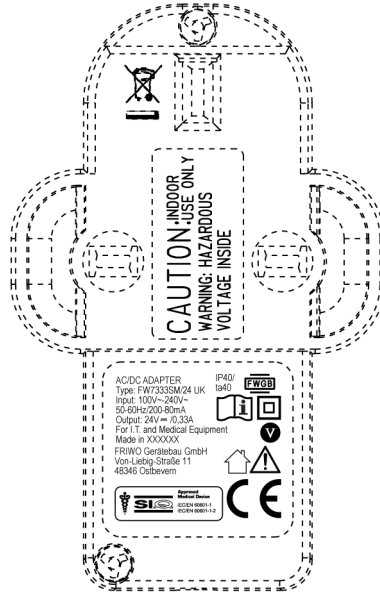 CAUTION: INDOOR
USE ONLY
WARNING: HAZARDOUS
VOLTAGE INSIDE
AC/DC ADAPTER
Type: FW7333SM/24 UK
Input: 100V~-240V~
50-60Hz/200-80mA
Output: 24V⎓/0,33A
For I.T. and Medical Equipment
Made in XXXXXX
FRIWO Gerätebau GmbH
Von-Liebig-Straße 11
48346 Ostbevern
IP40/
ta40
FWGB
i
V
SIQ
Approved
Medical Device
IEC/EN 60601-1
IEC/EN 60601-1-2
CE